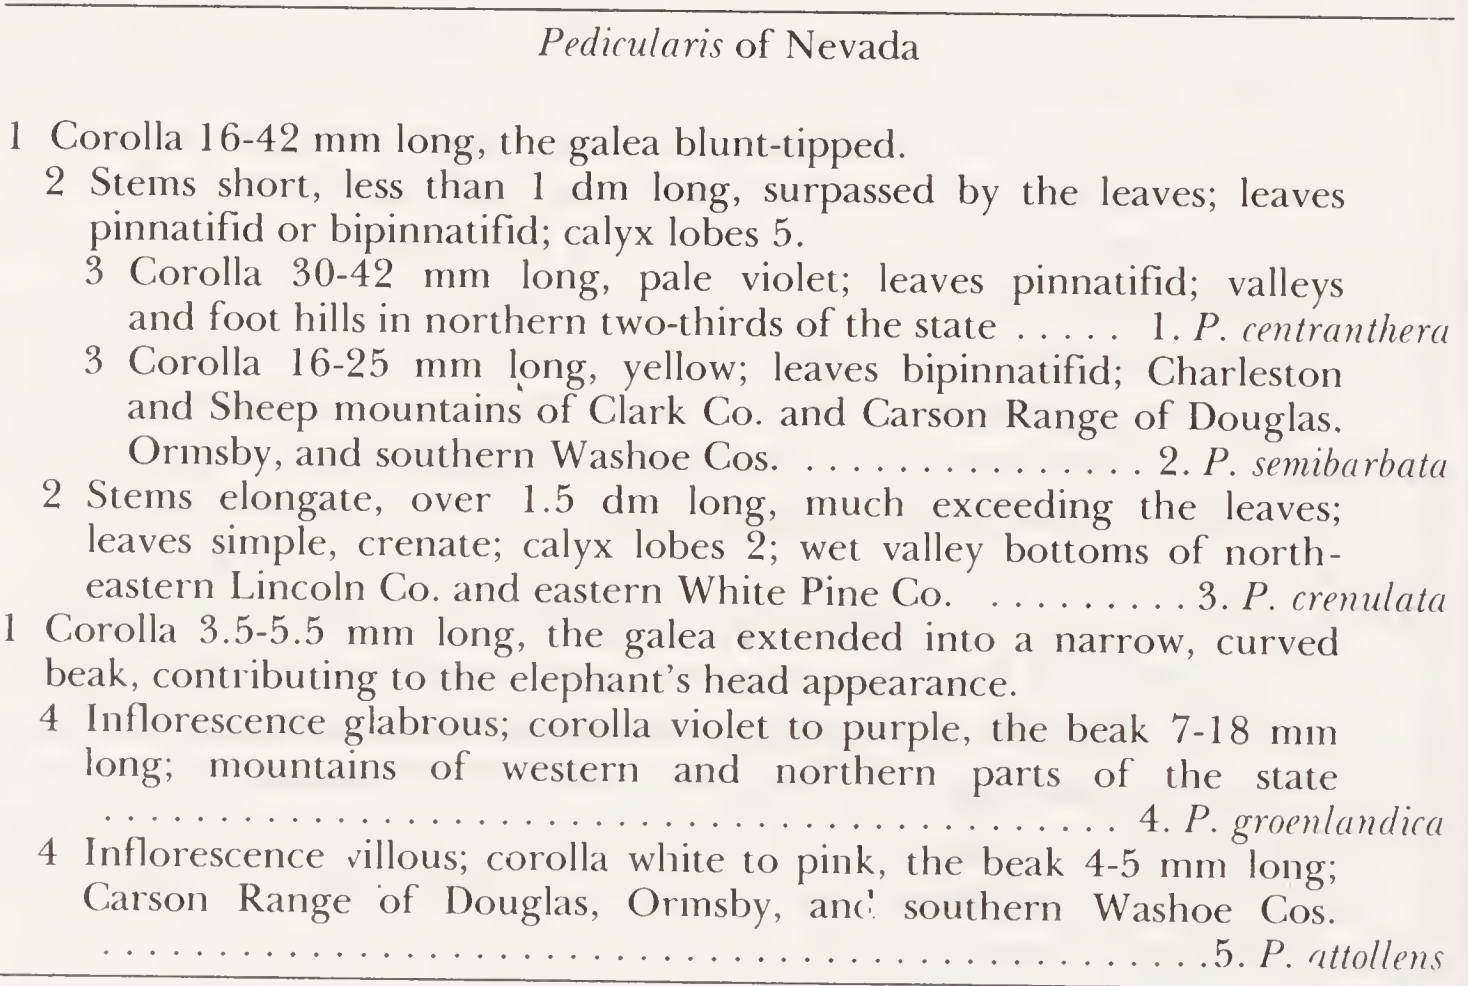 Pedicularis of Nevada
1 Corolla 16-42 mm long, the galea blunt-tipped.
2 Stems short, less than 1 dm long, surpassed by the leaves; leaves
pinnatifid or bipinnatifid; calyx lobes 5.
3 Corolla 30-42 mm long, pale violet; leaves pinnatifid; valleys
and foot hills in northern two-thirds of the state ..... 1. P. centranthera
3 Corolla 16-25 mm long, yellow; leaves bipinnatifid; Charleston
and Sheep mountains of Clark Co. and Carson Range of Douglas,
Ormsby, and southern Washoe Cos. ............... 2. P. semibarbata
2 Stems elongate, over 1.5 dm long, much exceeding the leaves;
leaves simple, crenate; calyx lobes 2; wet valley bottoms of north-
eastern Lincoln Co. and eastern White Pine Co. ......... 3. P. crenulata
1 Corolla 3.5-5.5 mm long, the galea extended into a narrow, curved
beak, contributing to the elephant's head appearance.
4 Inflorescence glabrous; corolla violet to purple, the beak 7-18 mm
long; mountains of western and northern parts of the state
............................................ 4. P. groenlandica
4 Inflorescence villous; corolla white to pink, the beak 4-5 mm long;
Carson Range of Douglas, Ormsby, and southern Washoe Cos.
................................................5. P. attollens